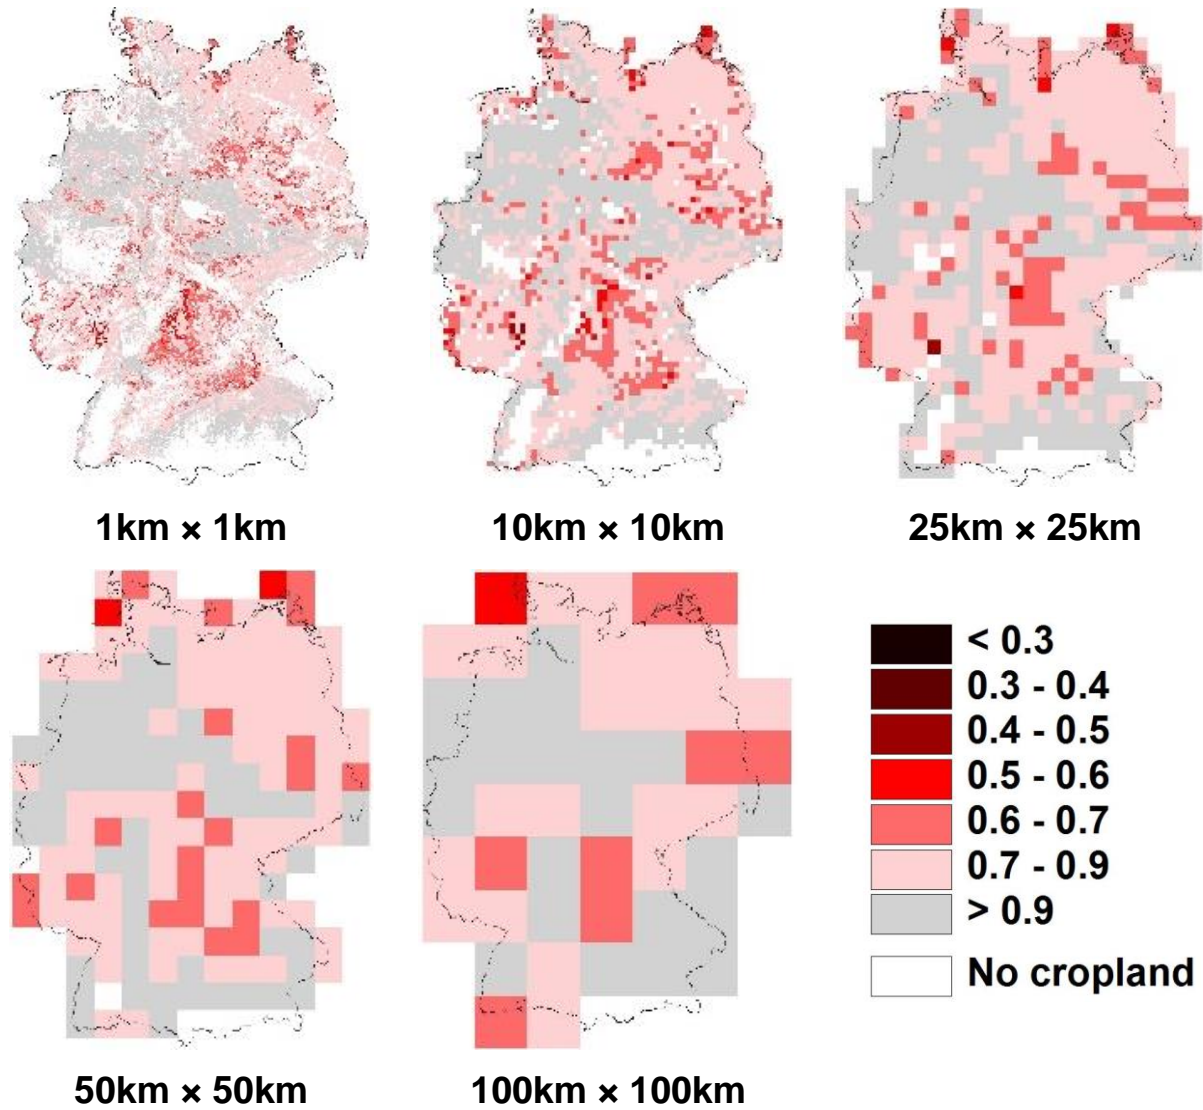 1km × 1km
10km × 10km
25km × 25km
< 0.3
0.3 - 0.4
0.4 - 0.5
0.5 - 0.6
0.6 - 0.7
0.7 - 0.9
> 0.9
No cropland
50km × 50km
100km × 100km